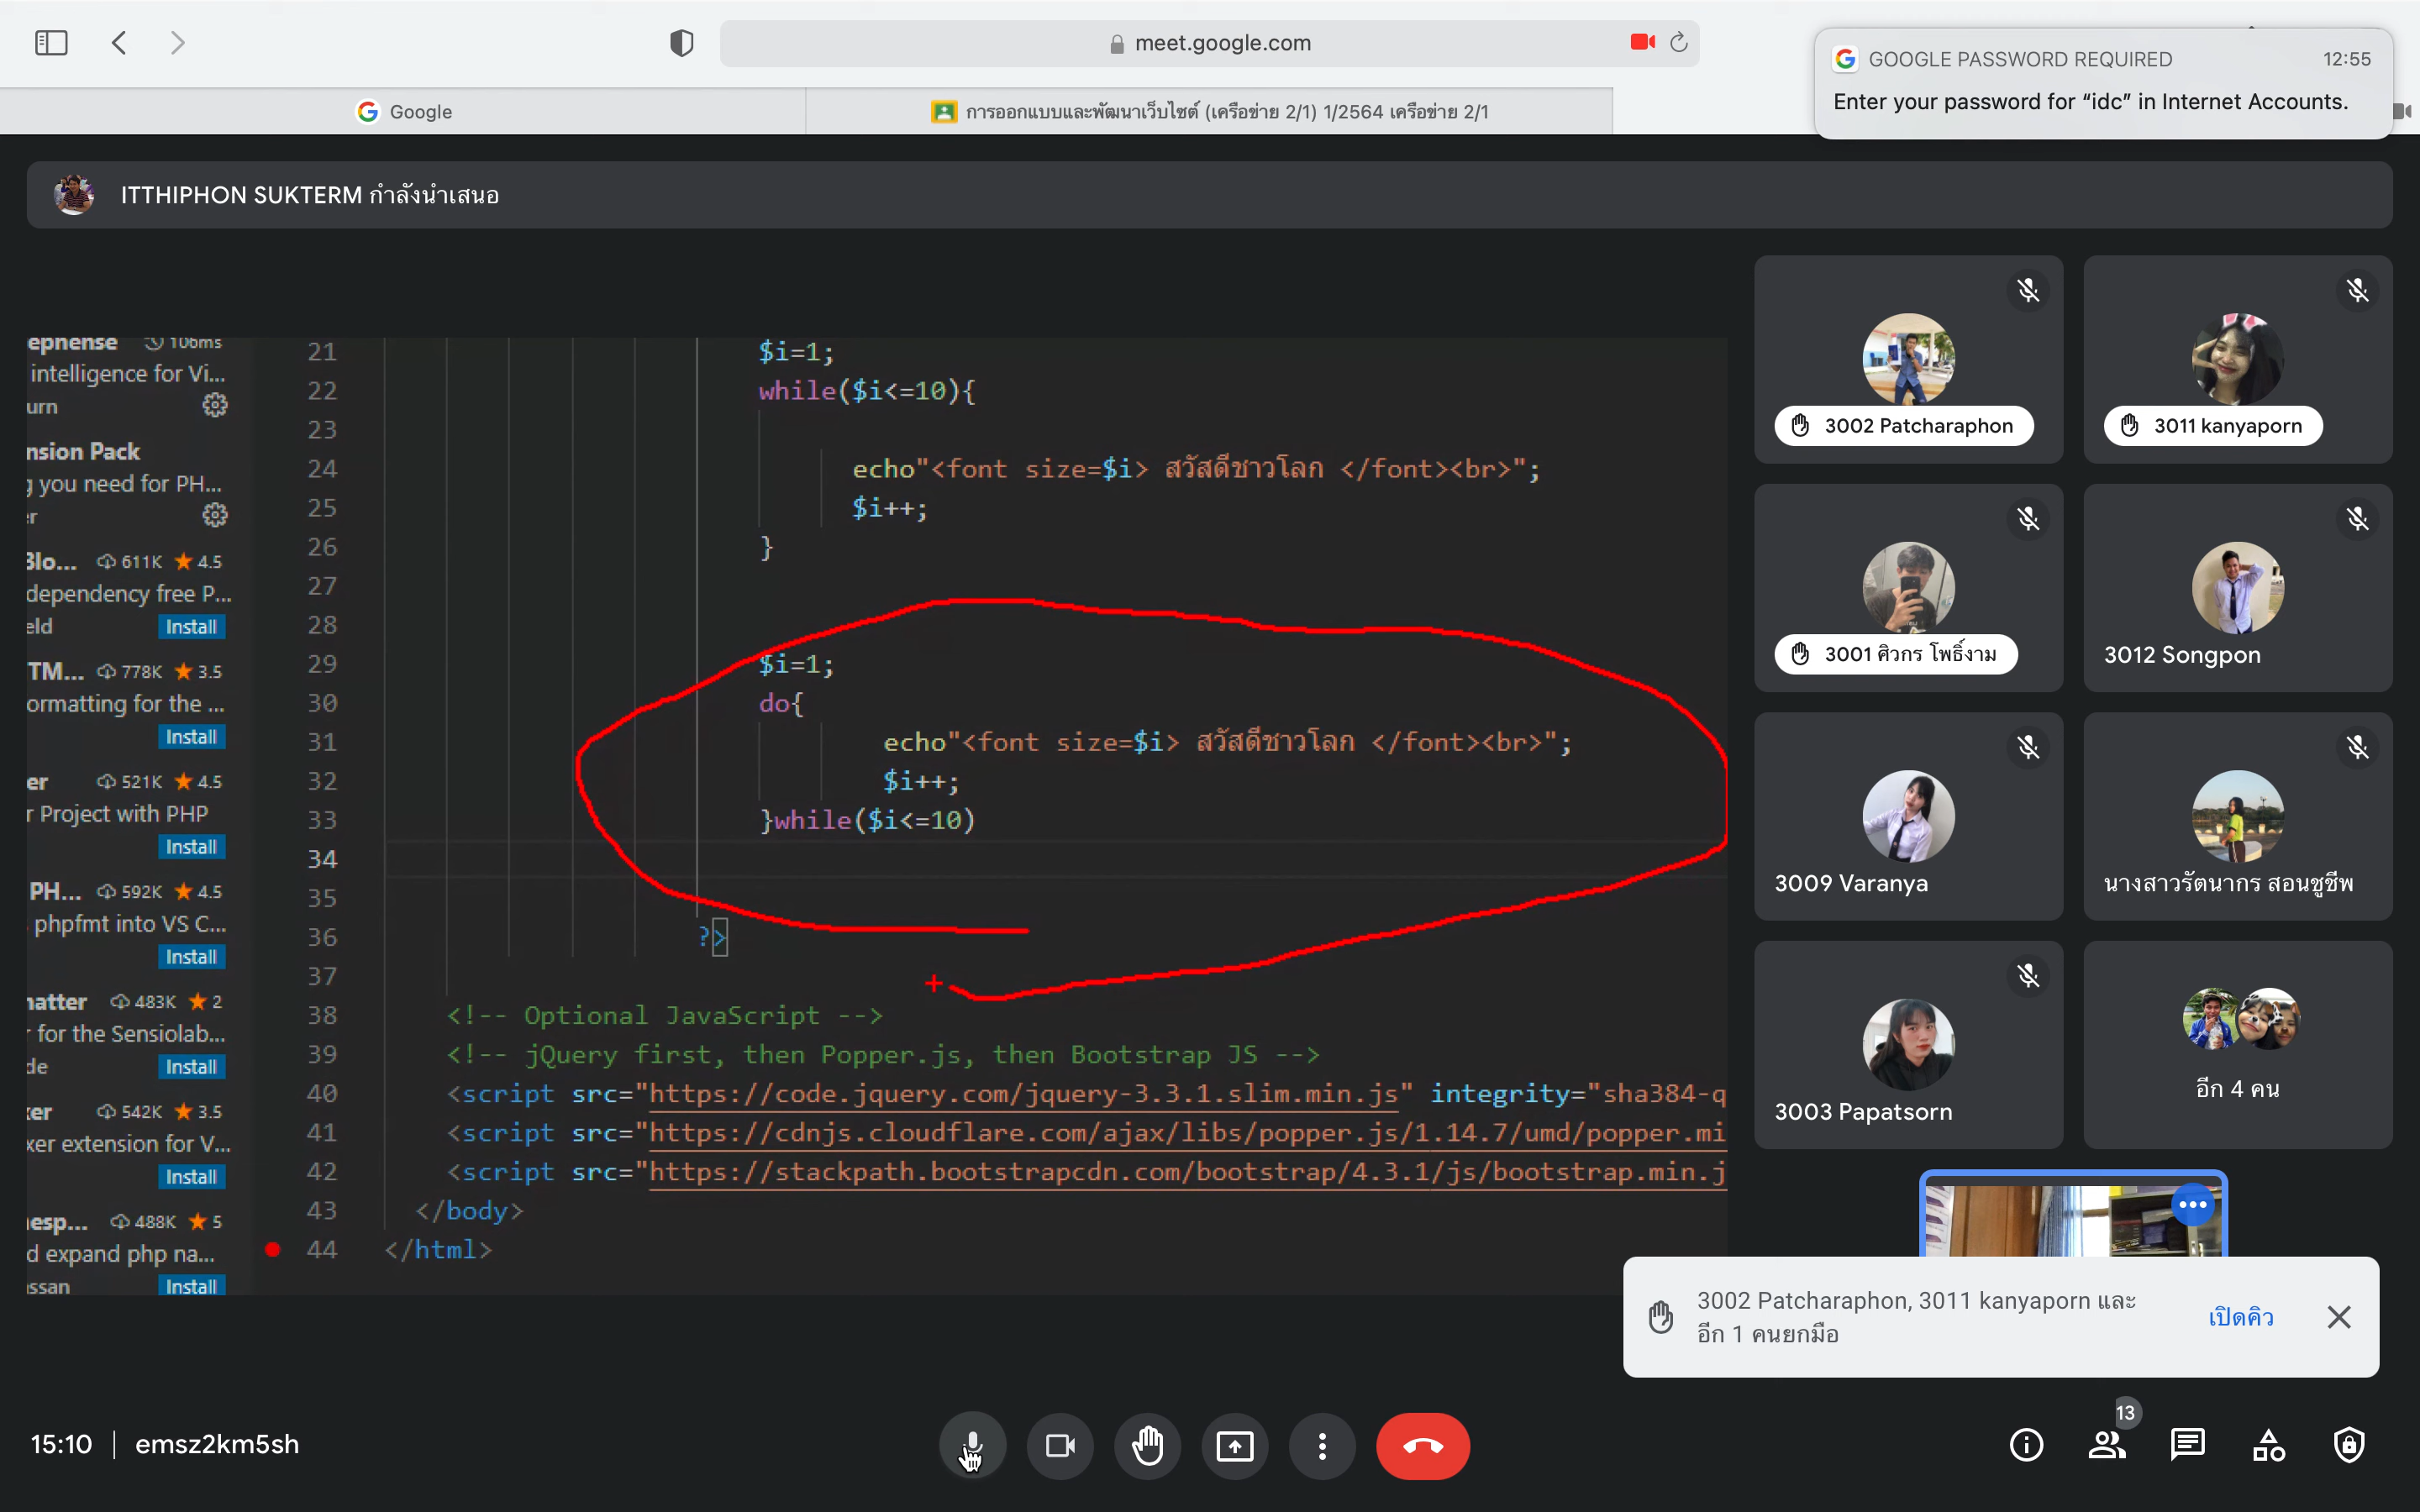 meet.google.com
GOOGLE PASSWORD REQUIRED 12:55
Enter your password for “idc” in Internet Accounts.
Google
การออกแบบและพัฒนาเว็บไซต์ (เครือข่าย 2/1) 1/2564 เครือข่าย 2/1
ITTHIPHON SUKTERM กำลังนำเสนอ
ephense 106ms
intelligence for Vi...
urn
nsion Pack
g you need for PH...
er
Blo... 611K 4.5
dependency free P...
eld Install
TM... 778K 3.5
ormatting for the ...
Install
er 521K 4.5
r Project with PHP
Install
PH... 592K 4.5
phpfmt into VS C...
Install
natter 483K 2
r for the Sensiolab...
de Install
ker 542K 3.5
xer extension for V...
Install
nesp... 488K 5
d expand php na...
assan Install
21 $i=1;
22 while($i<=10){
23
24 echo"<font size=$i> สวัสดีชาวโลก </font><br>";
25 $i++;
26 }
27
28
29 $i=1;
30 do{
31 echo"<font size=$i> สวัสดีชาวโลก </font><br>";
32 $i++;
33 }while($i<=10)
34
35
36 ?>
37
38 <!-- Optional JavaScript -->
39 <!-- jQuery first, then Popper.js, then Bootstrap JS -->
40 <script src="https://code.jquery.com/jquery-3.3.1.slim.min.js" integrity="sha384-q
41 <script src="https://cdnjs.cloudflare.com/ajax/libs/popper.js/1.14.7/umd/popper.mi
42 <script src="https://stackpath.bootstrapcdn.com/bootstrap/4.3.1/js/bootstrap.min.j
43 </body>
44 </html>
3002 Patcharaphon
3011 kanyaporn
3001 ศิวกร โพธิ์งาม
3012 Songpon
3009 Varanya
นางสาวรัตนากร สอนชูชีพ
3003 Papatsorn
อีก 4 คน
3002 Patcharaphon, 3011 kanyaporn และ
อีก 1 คนยกมือ
เปิดคิว
15:10 | emsz2km5sh
13